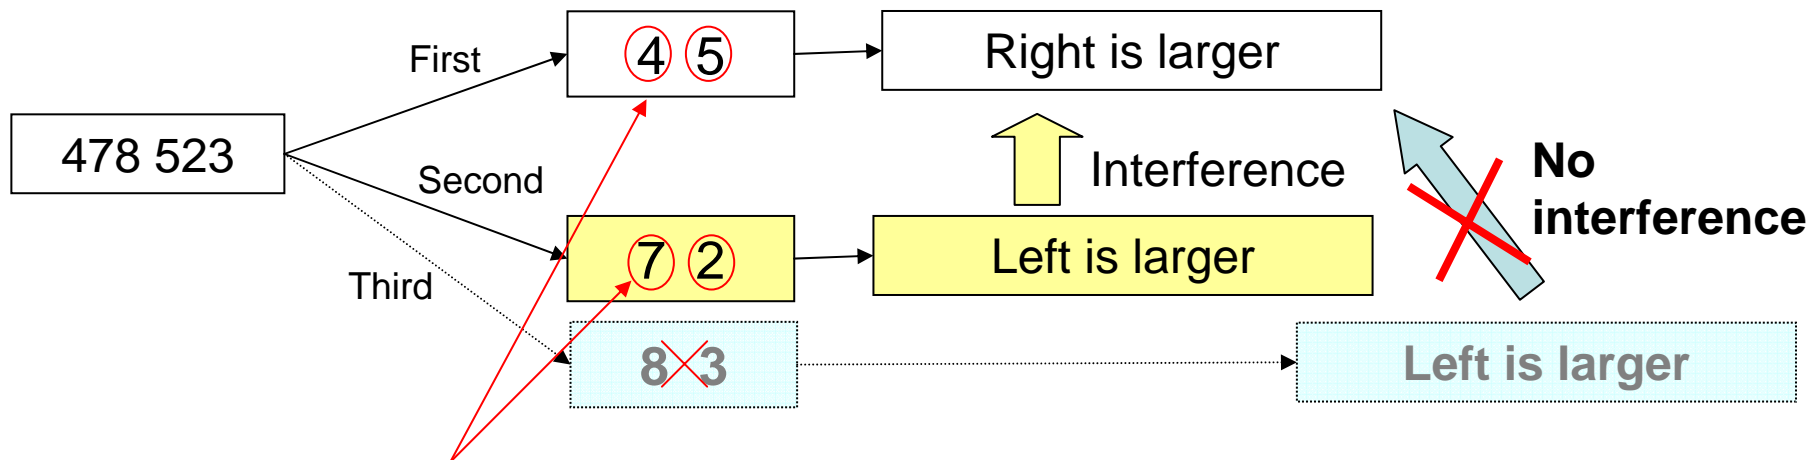 First
4 5
Right is larger
478 523
Second
Interference
No
interference
7 2
Left is larger
Third
8 3
Left is larger